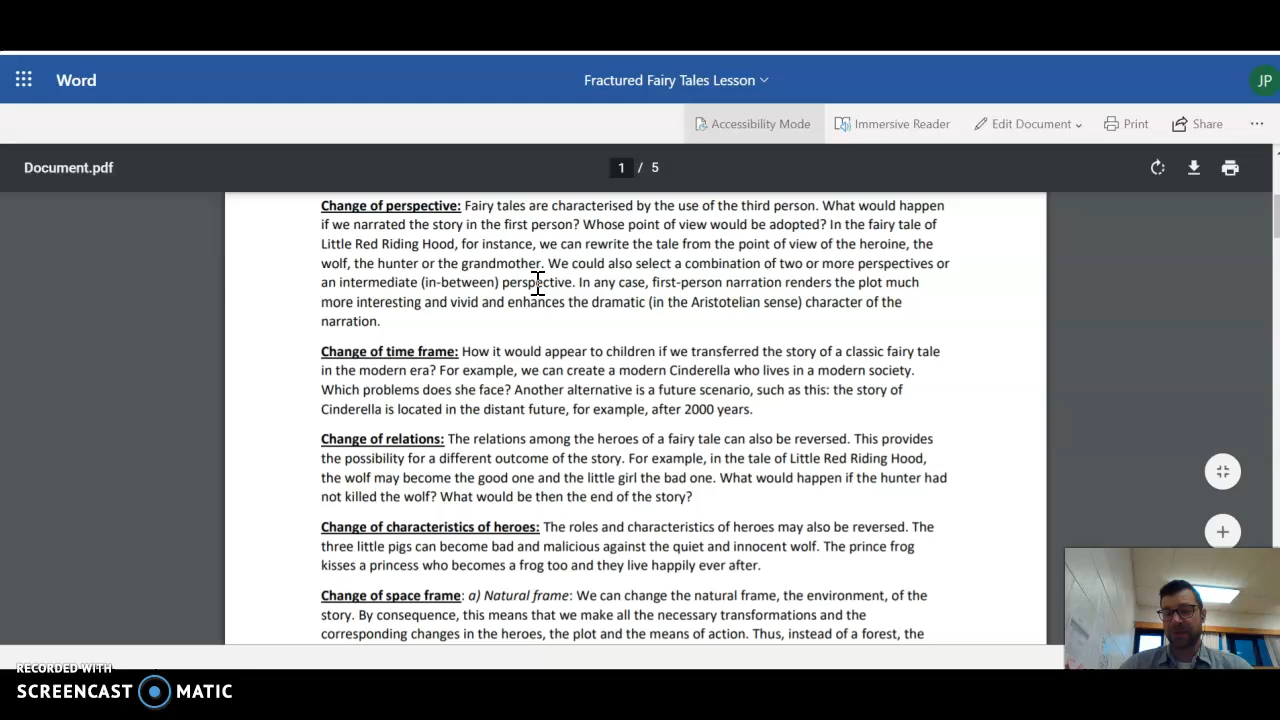 Word
Fractured Fairy Tales Lesson
JP
Accessibility Mode
Immersive Reader
Edit Document
Print
Share
Document.pdf
1 / 5
Change of perspective: Fairy tales are characterised by the use of the third person. What would happen
if we narrated the story in the first person? Whose point of view would be adopted? In the fairy tale of
Little Red Riding Hood, for instance, we can rewrite the tale from the point of view of the heroine, the
wolf, the hunter or the grandmother. We could also select a combination of two or more perspectives or
an intermediate (in-between) perspective. In any case, first-person narration renders the plot much
more interesting and vivid and enhances the dramatic (in the Aristotelian sense) character of the
narration.
Change of time frame: How it would appear to children if we transferred the story of a classic fairy tale
in the modern era? For example, we can create a modern Cinderella who lives in a modern society.
Which problems does she face? Another alternative is a future scenario, such as this: the story of
Cinderella is located in the distant future, for example, after 2000 years.
Change of relations: The relations among the heroes of a fairy tale can also be reversed. This provides
the possibility for a different outcome of the story. For example, in the tale of Little Red Riding Hood,
the wolf may become the good one and the little girl the bad one. What would happen if the hunter had
not killed the wolf? What would be then the end of the story?
Change of characteristics of heroes: The roles and characteristics of heroes may also be reversed. The
three little pigs can become bad and malicious against the quiet and innocent wolf. The prince frog
kisses a princess who becomes a frog too and they live happily ever after.
Change of space frame: a) Natural frame: We can change the natural frame, the environment, of the
story. By consequence, this means that we make all the necessary transformations and the
corresponding changes in the heroes, the plot and the means of action. Thus, instead of a forest, the
RECORDED WITH
SCREENCAST MATIC